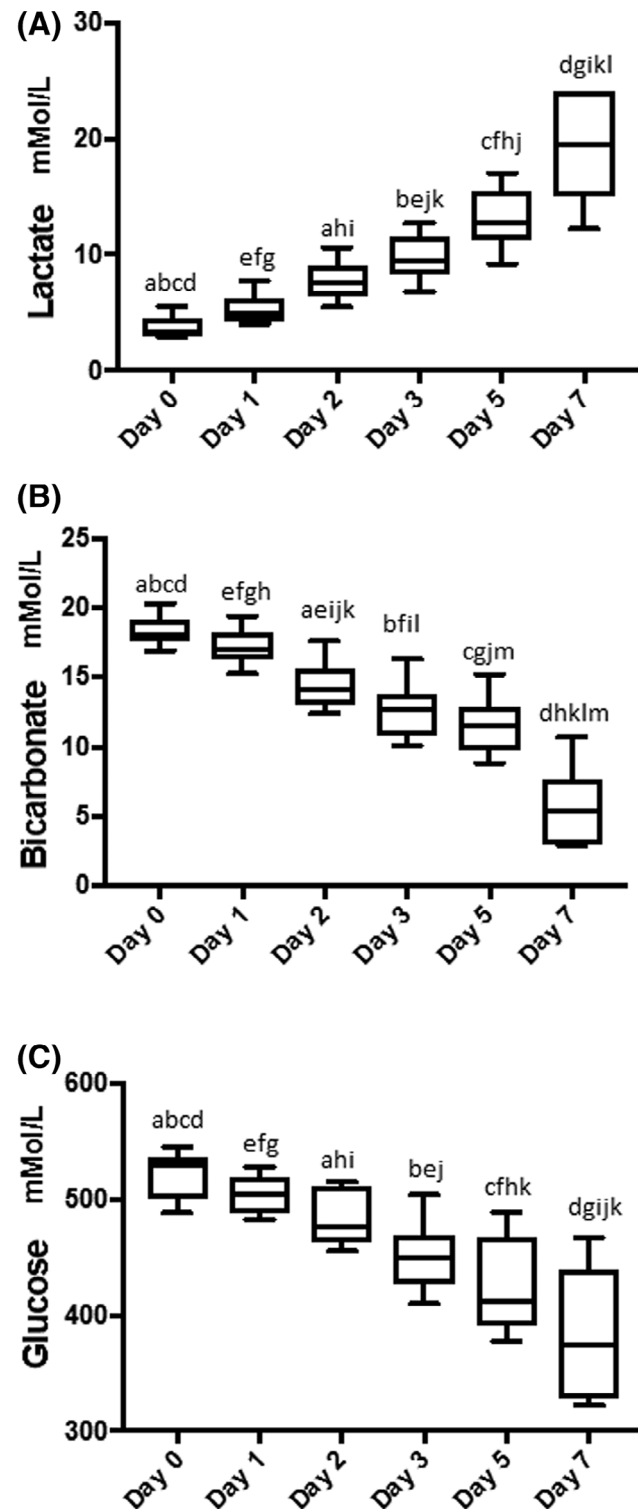 (A)
Lactate mMol/L
30
20
10
0
abcd
efg
ahi
bejk
cfhj
dgikl
Day 0
Day 1
Day 2
Day 3
Day 5
Day 7
(B)
Bicarbonate mMol/L
25
20
15
10
5
0
abcd
efgh
aeijk
bfil
cgjm
dhklm
Day 0
Day 1
Day 2
Day 3
Day 5
Day 7
(C)
Glucose mMol/L
600
500
400
300
abcd
efg
ahi
bej
cfhk
dgijk
Day 0
Day 1
Day 2
Day 3
Day 5
Day 7